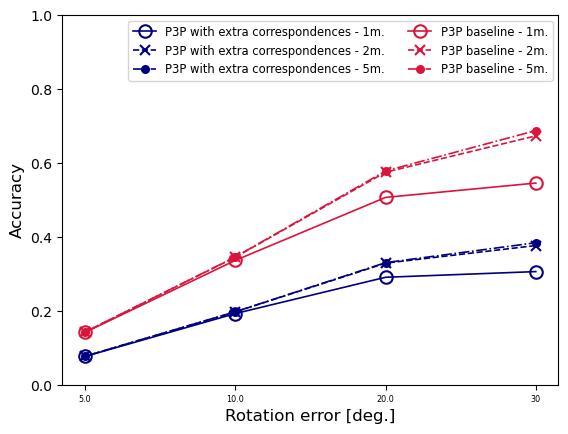 P3P with extra correspondences - 1m.
P3P with extra correspondences - 2m.
P3P with extra correspondences - 5m.
P3P baseline - 1m.
P3P baseline - 2m.
P3P baseline - 5m.
1.0
0.8
0.6
0.4
0.2
0.0
Accuracy
5.0 10.0 20.0 30
Rotation error [deg.]